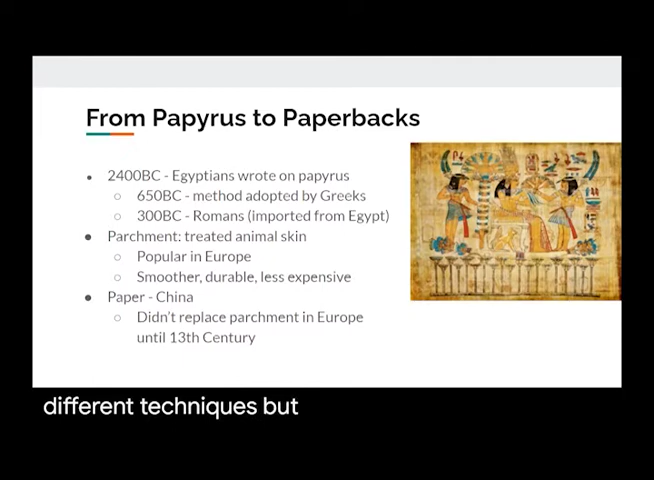 From Papyrus to Paperbacks
● 2400BC - Egyptians wrote on papyrus
○ 650BC - method adopted by Greeks
○ 300BC - Romans (imported from Egypt)
● Parchment: treated animal skin
○ Popular in Europe
○ Smoother, durable, less expensive
● Paper - China
○ Didn't replace parchment in Europe
until 13th Century
different techniques but